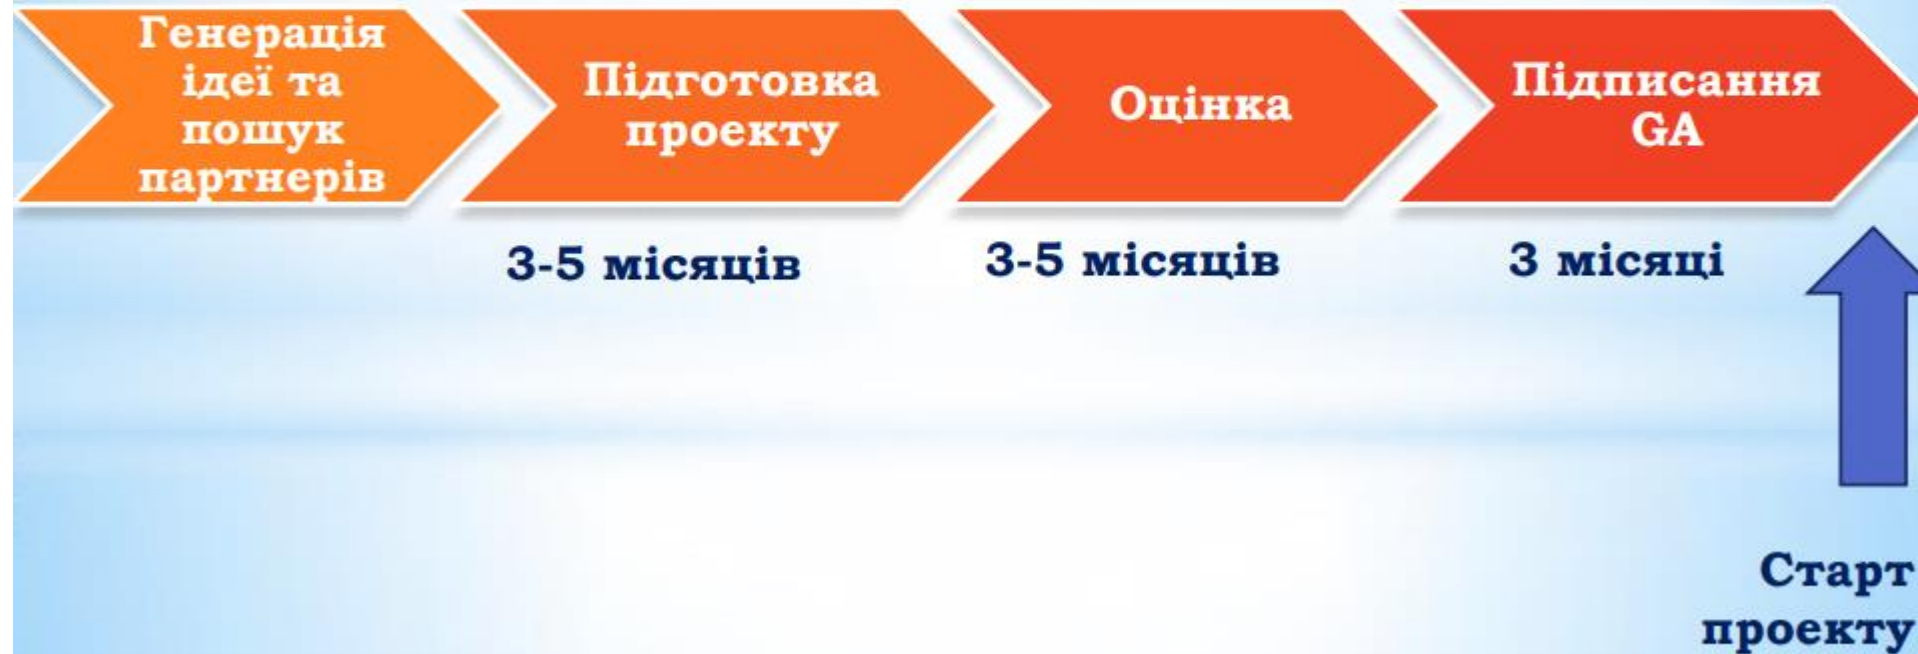 Генерація
ідеї та
пошук
партнерів
Підготовка
проекту
Оцінка
Підписання
GA
3-5 місяців
3-5 місяців
3 місяці
Старт
проекту